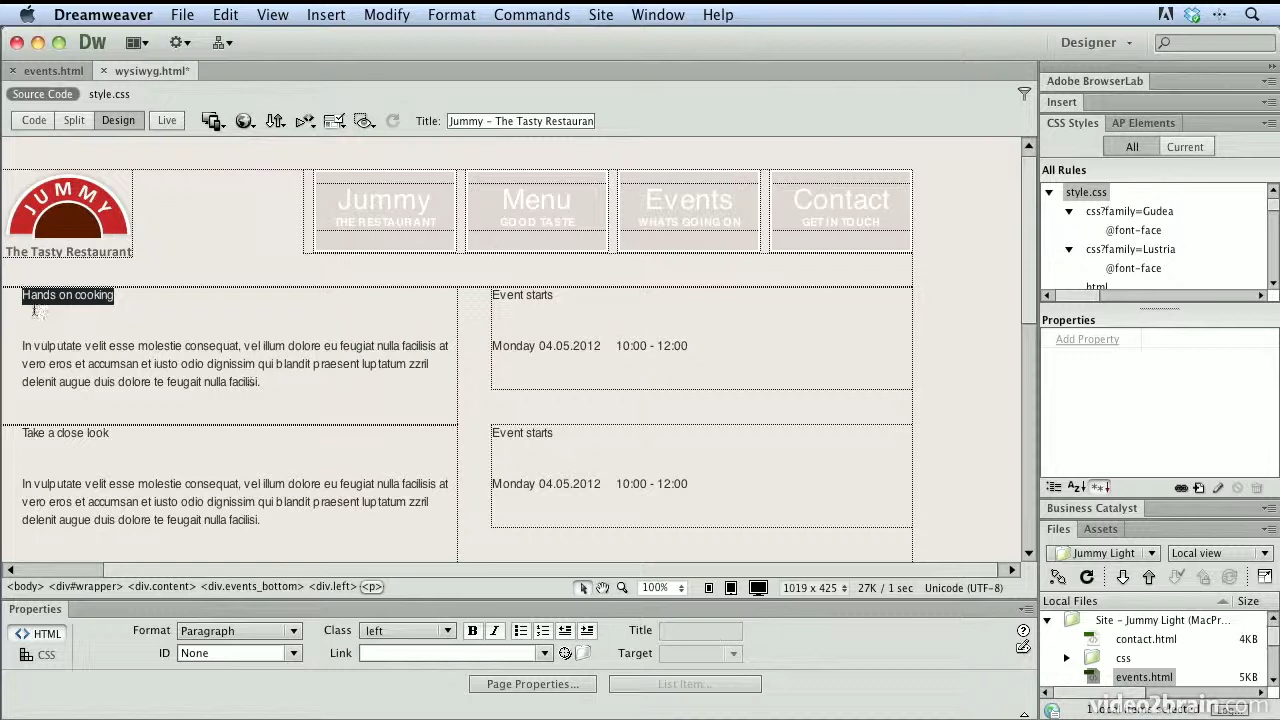 Dreamweaver File Edit View Insert Modify Format Commands Site Window Help
Dw Designer
events.html wysiwyg.html*
Source Code style.css
Code Split Design Live Title: Jummy - The Tasty Restauran
JUMMY
The Tasty Restaurant
Jummy Menu Events Contact
THE RESTAURANT GOOD TASTE WHATS GOING ON GET IN TOUCH
Hands on cooking Event starts
In vulputate velit esse molestie consequat, vel illum dolore eu feugiat nulla facilisis at
vero eros et accumsan et iusto odio dignissim qui blandit praesent luptatum zzril
delenit augue duis dolore te feugait nulla facilisi.
Monday 04.05.2012 10:00 - 12:00
Take a close look Event starts
In vulputate velit esse molestie consequat, vel illum dolore eu feugiat nulla facilisis at
vero eros et accumsan et iusto odio dignissim qui blandit praesent luptatum zzril
delenit augue duis dolore te feugait nulla facilisi.
Monday 04.05.2012 10:00 - 12:00
<body> <div#wrapper> <div.content> <div.events_bottom> <div.left> <p>
100% 1019 x 425 27K / 1 sec Unicode (UTF-8)
Properties
<> HTML Format Paragraph Class left B I Title
CSS ID None Link Target
Page Properties... List Item...
Adobe BrowserLab
Insert
CSS Styles AP Elements
All Current
All Rules
style.css
css?family=Gudea
@font-face
css?family=Lustria
@font-face
html
Properties
Add Property
Business Catalyst
Files Assets
Jummy Light Local view
Local Files Size
Site - Jummy Light (MacPr...
contact.html 4KB
css
events.html 5KB
Log...
video2brain.com